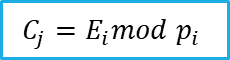 C_j = E_i mod p_i